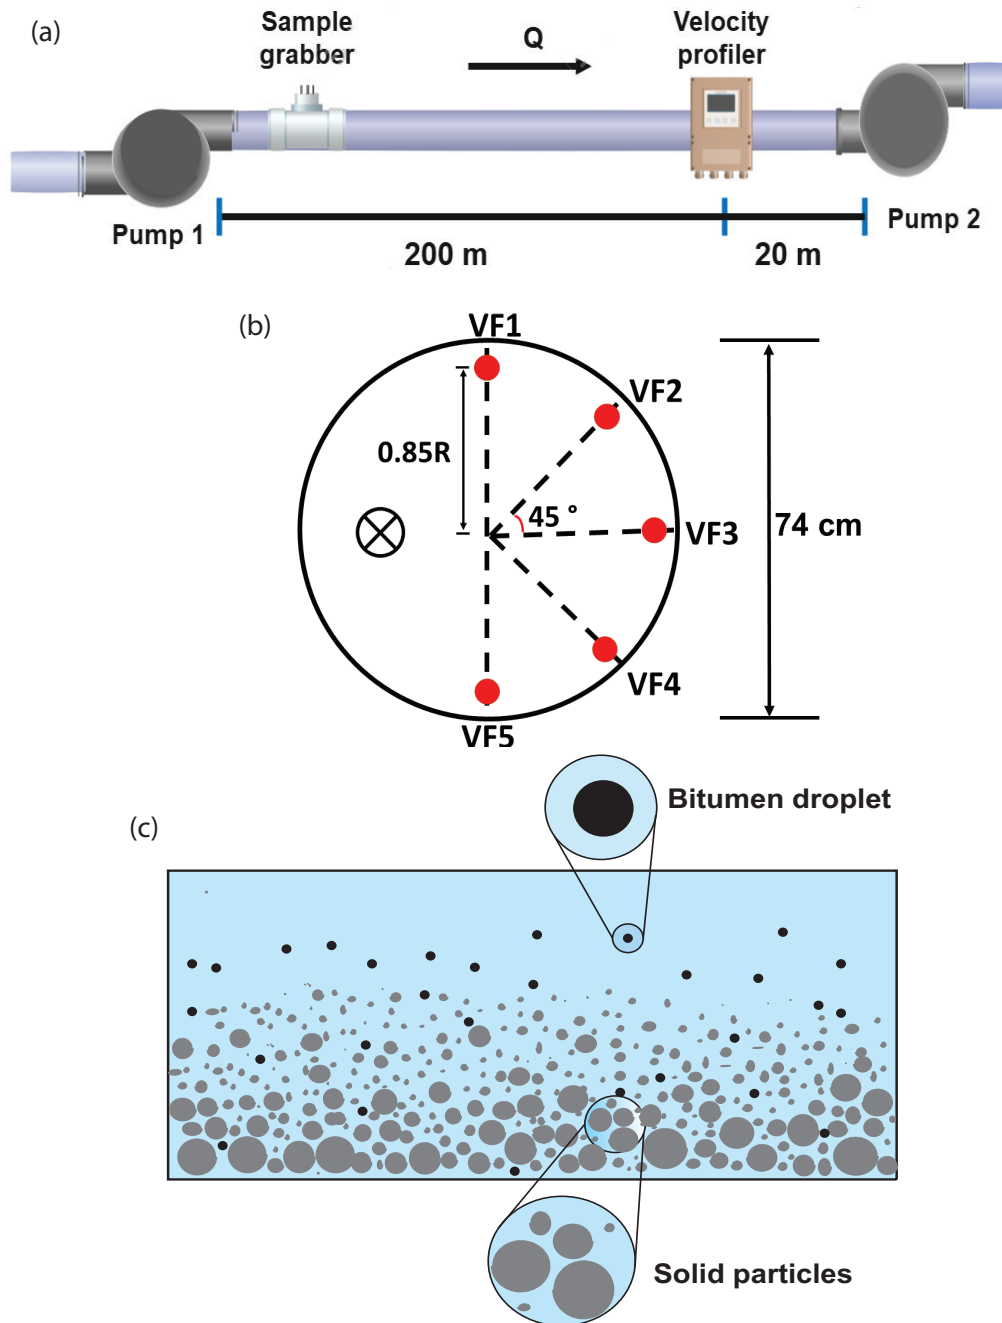 (a)
Sample
grabber
Q
Velocity
profiler
Pump 1
Pump 2
200 m
20 m
(b)
VF1
VF2
0.85R
45 °
VF3
74 cm
VF4
VF5
(c)
Bitumen droplet
Solid particles